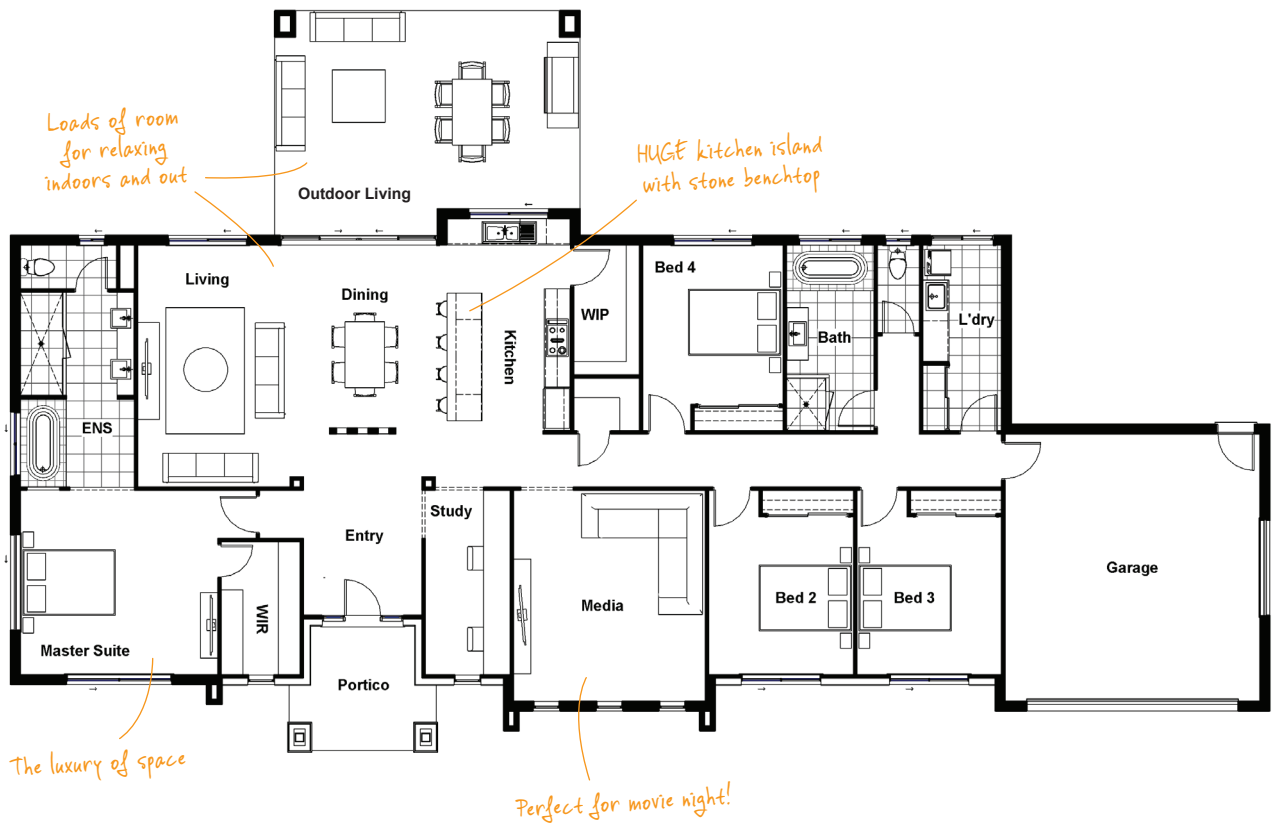 Loads of room
for relaxing
indoors and out
HUGE kitchen island
with stone benchtop
Outdoor Living
Living
Dining
Kitchen
WIP
Bed 4
Bath
L'dry
ENS
Study
Entry
Master Suite
WIR
Portico
Media
Bed 2
Bed 3
Garage
The luxury of space
Perfect for movie night!